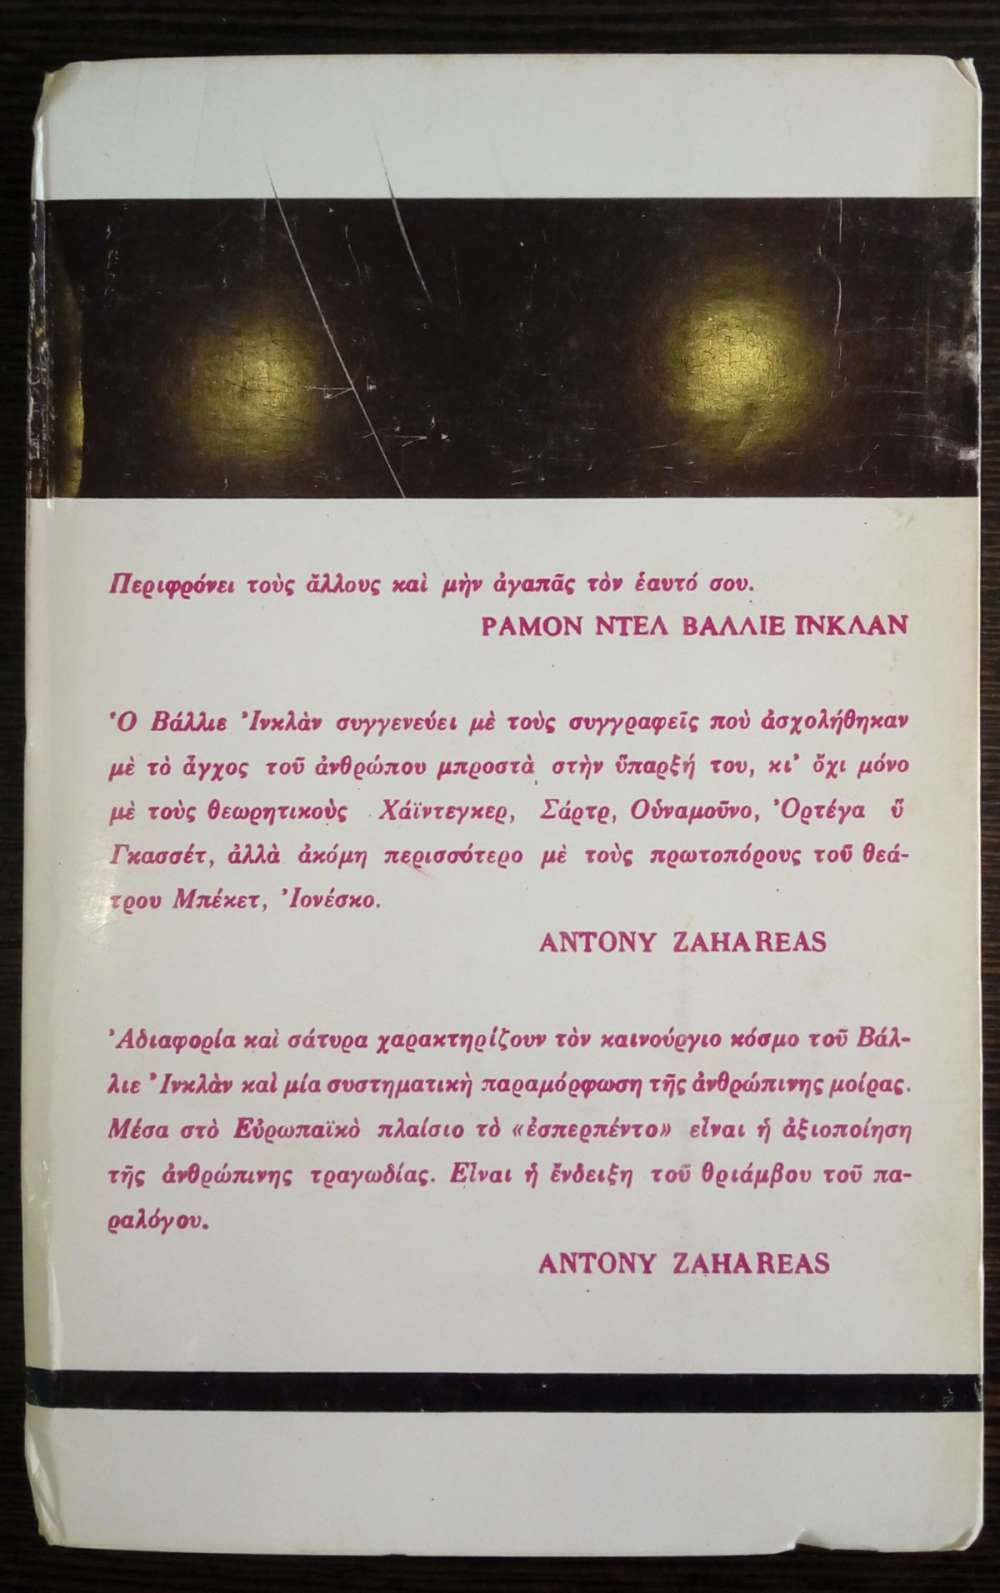 Περιφρόνει τοὺς ἄλλους καὶ μὴν ἀγαπᾶς τὸν ἑαυτό σου.
ΡΑΜΟΝ ΝΤΕΛ ΒΑΛΛΙΕ ΙΝΚΛΑΝ
Ὁ Βάλλιε Ἰνκλὰν συγγενεύει μὲ τοὺς συγγραφεῖς ποὺ ἀσχολήθηκαν
μὲ τὸ ἄγχος τοῦ ἀνθρώπου μπροστὰ στὴν ὕπαρξή του, κι' ὄχι μόνο
μὲ τοὺς θεωρητικοὺς Χάϊντεγκερ, Σάρτρ, Οὐναμοῦνο, Ὀρτέγα ὔ
Γκασσέτ, ἀλλὰ ἀκόμη περισσότερο μὲ τοὺς πρωτοπόρους τοῦ θεά-
τρου Μπέκετ, Ἰονέσκο.
ANTONY ZAHAREAS
Ἀδιαφορία καὶ σάτυρα χαρακτηρίζουν τὸν καινούργιο κόσμο τοῦ Βάλ-
λιε Ἰνκλὰν καὶ μία συστηματικὴ παραμόρφωση τῆς ἀνθρώπινης μοίρας.
Μέσα στὸ Εὐρωπαϊκὸ πλαίσιο τὸ «ἐσπερπέντο» εἶναι ἡ ἀξιοποίηση
τῆς ἀνθρώπινης τραγωδίας. Εἶναι ἡ ἔνδειξη τοῦ θριάμβου τοῦ πα-
ραλόγου.
ANTONY ZAHAREAS